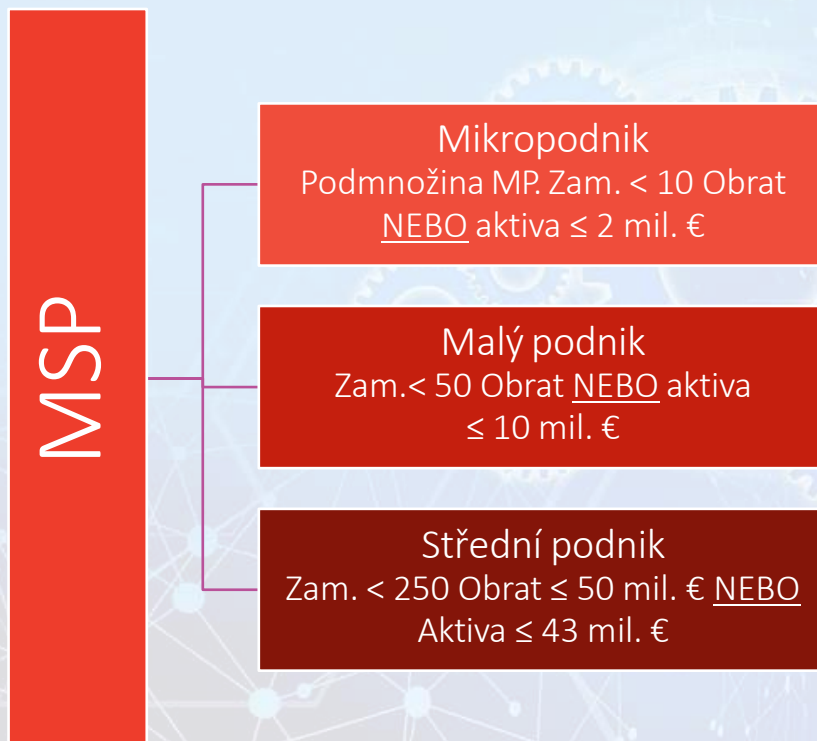 MSP
Mikropodnik
Podmnožina MP. Zam. < 10 Obrat
NEBO aktiva ≤ 2 mil. €
Malý podnik
Zam.< 50 Obrat NEBO aktiva
≤ 10 mil. €
Střední podnik
Zam. < 250 Obrat ≤ 50 mil. € NEBO
Aktiva ≤ 43 mil. €